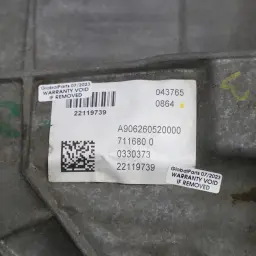 GlobalParts 07/2023
WARRANTY VOID
IF REMOVED
043765
0864
22119739
A906260520000
711680 0
0330373
22119739
GlobalParts 07/2023
WARRANTY VOID
IF REMOVED